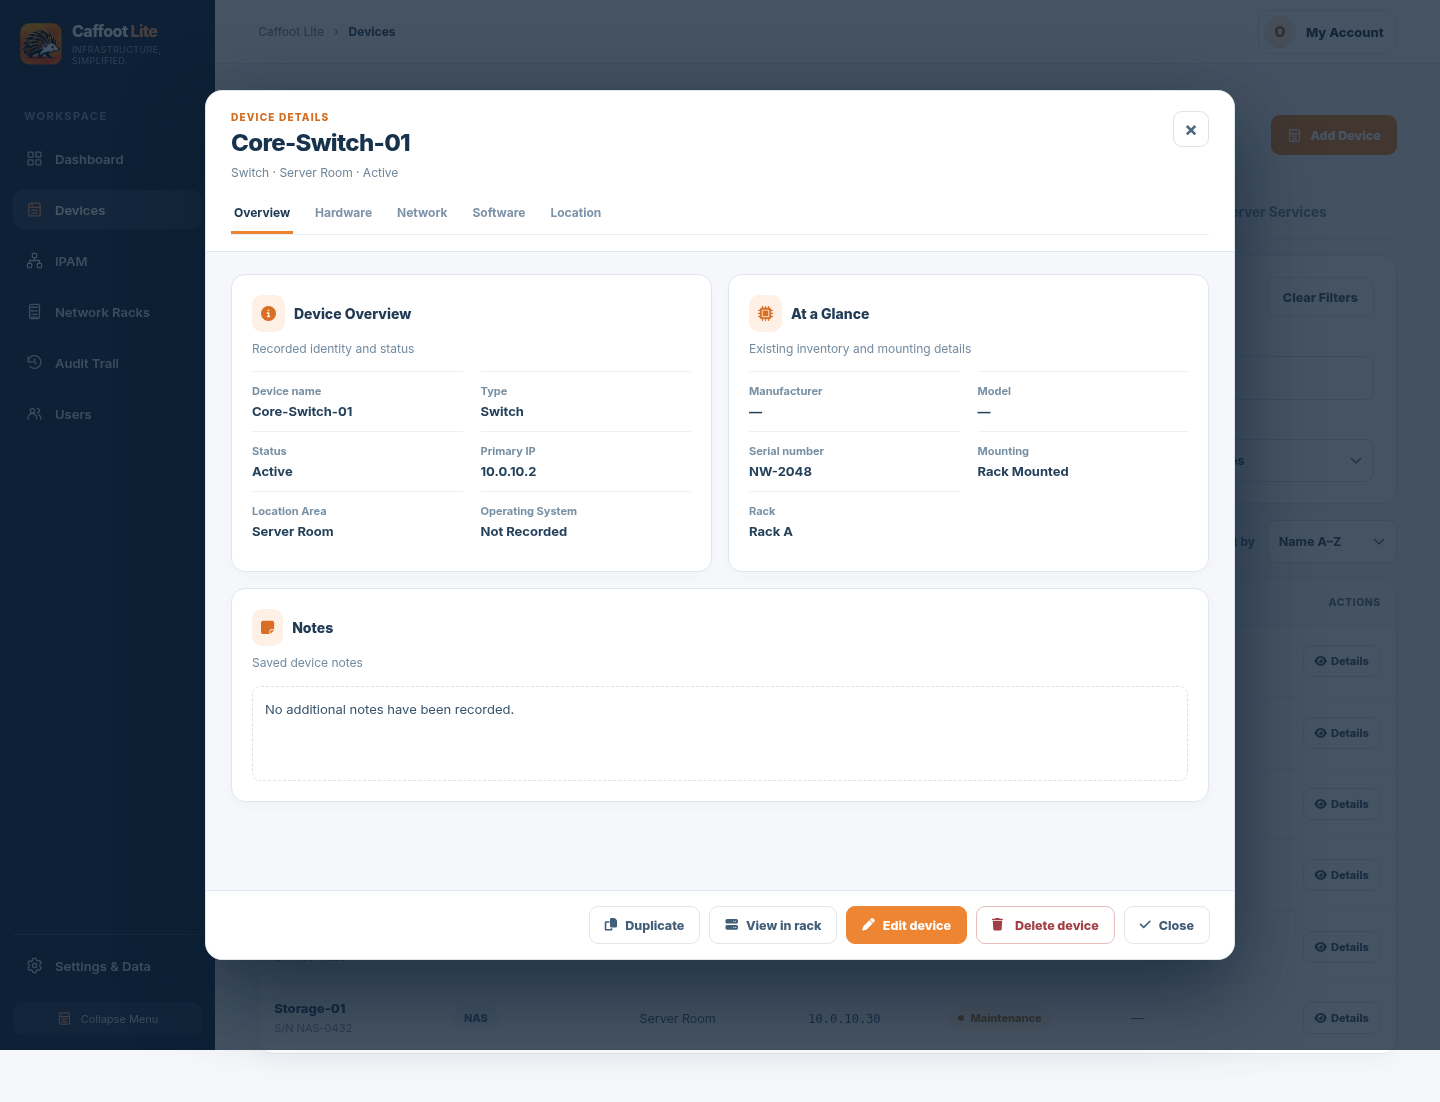 Caffoot Lite
INFRASTRUCTURE,
SIMPLIFIED.
Caffoot Lite › Devices
O My Account
WORKSPACE
Dashboard
Devices
IPAM
Network Racks
Audit Trail
Users
Settings & Data
Collapse Menu
Add Device
rver Services
Clear Filters
by
Name A–Z
ACTIONS
Details
Details
Details
Details
Details
DEVICE DETAILS
Core-Switch-01
Switch · Server Room · Active
Overview Hardware Network Software Location
Device Overview
Recorded identity and status
Device name Type
Core-Switch-01 Switch
Status Primary IP
Active 10.0.10.2
Location Area Operating System
Server Room Not Recorded
At a Glance
Existing inventory and mounting details
Manufacturer Model
— —
Serial number Mounting
NW-2048 Rack Mounted
Rack
Rack A
Notes
Saved device notes
No additional notes have been recorded.
Duplicate View in rack Edit device Delete device Close
Storage-01 NAS Server Room 10.0.10.30 Maintenance — Details
S/N NAS-0432